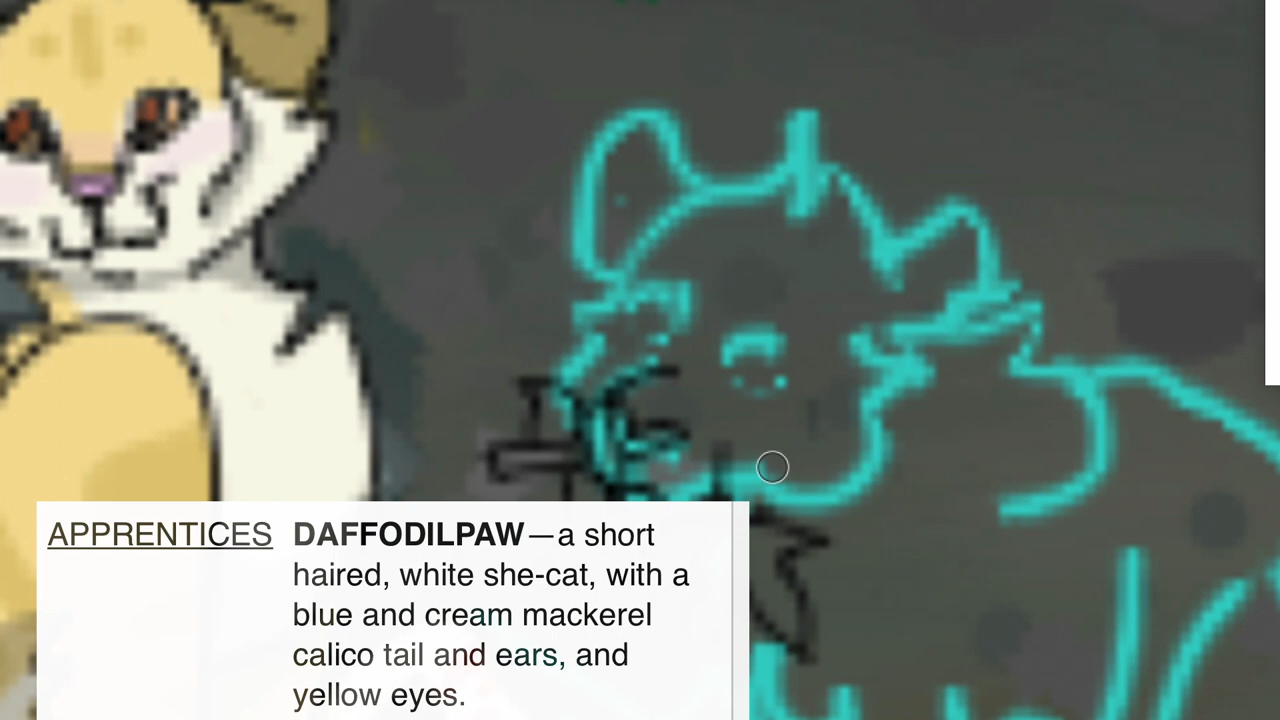 APPRENTICES DAFFODILPAW—a short
haired, white she-cat, with a
blue and cream mackerel
calico tail and ears, and
yellow eyes.